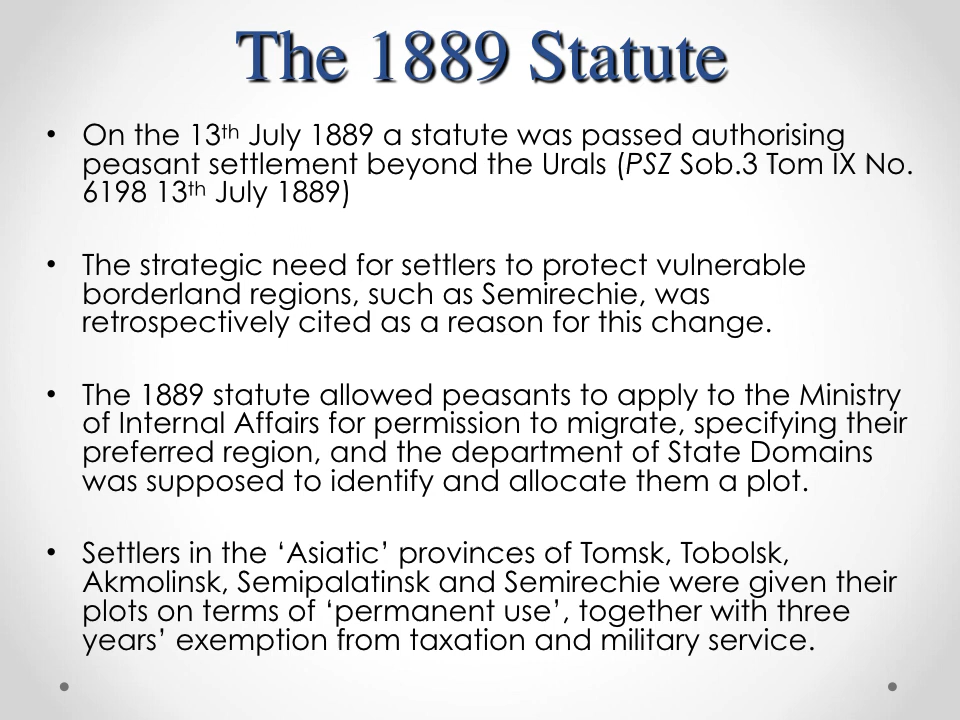 The 1889 Statute
• On the 13th July 1889 a statute was passed authorising
peasant settlement beyond the Urals (PSZ Sob.3 Tom IX No.
6198 13th July 1889)
• The strategic need for settlers to protect vulnerable
borderland regions, such as Semirechie, was
retrospectively cited as a reason for this change.
• The 1889 statute allowed peasants to apply to the Ministry
of Internal Affairs for permission to migrate, specifying their
preferred region, and the department of State Domains
was supposed to identify and allocate them a plot.
• Settlers in the ‘Asiatic’ provinces of Tomsk, Tobolsk,
Akmolinsk, Semipalatinsk and Semirechie were given their
plots on terms of ‘permanent use’, together with three
years’ exemption from taxation and military service.